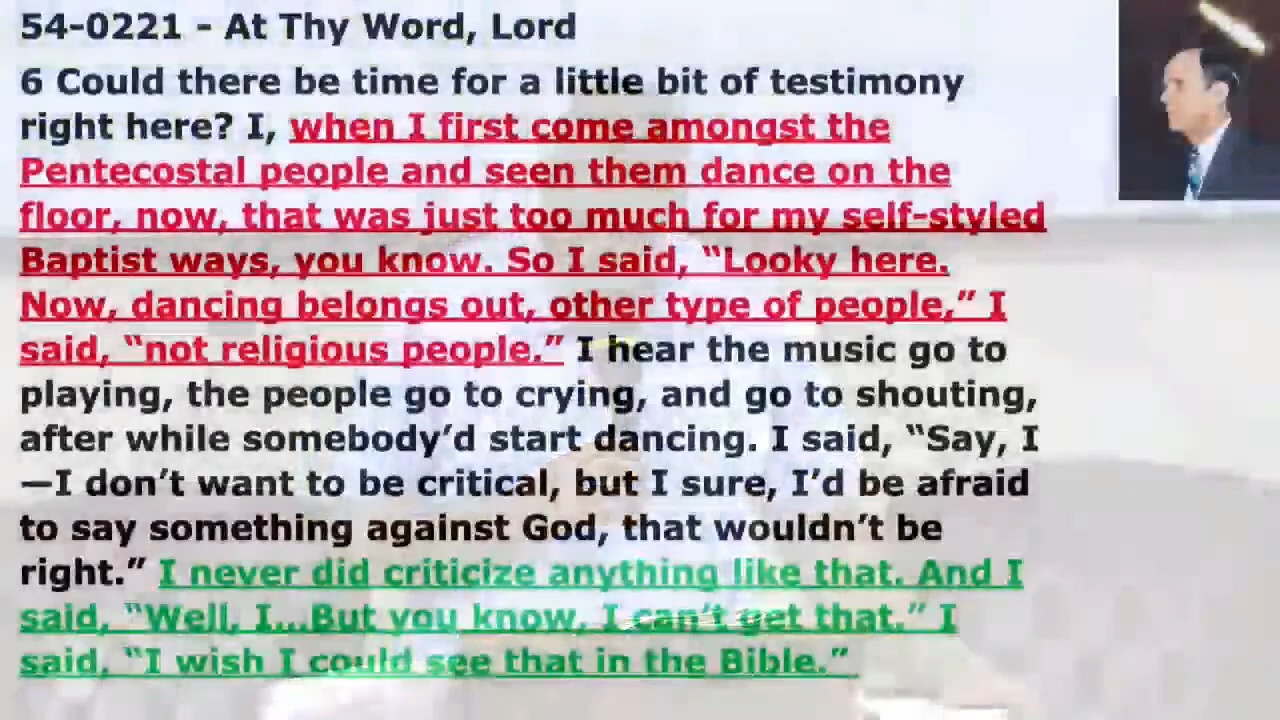 54-0221 - At Thy Word, Lord
6 Could there be time for a little bit of testimony
right here? I, when I first come amongst the
Pentecostal people and seen them dance on the
floor, now, that was just too much for my self-styled
Baptist ways, you know. So I said, “Looky here.
Now, dancing belongs out, other type of people,” I
said, “not religious people.” I hear the music go to
playing, the people go to crying, and go to shouting,
after while somebody’d start dancing. I said, “Say, I
—I don’t want to be critical, but I sure, I’d be afraid
to say something against God, that wouldn’t be
right.” I never did criticize anything like that. And I
said, “Well, I...But you know, I can’t get that.” I
said, “I wish I could see that in the Bible.”